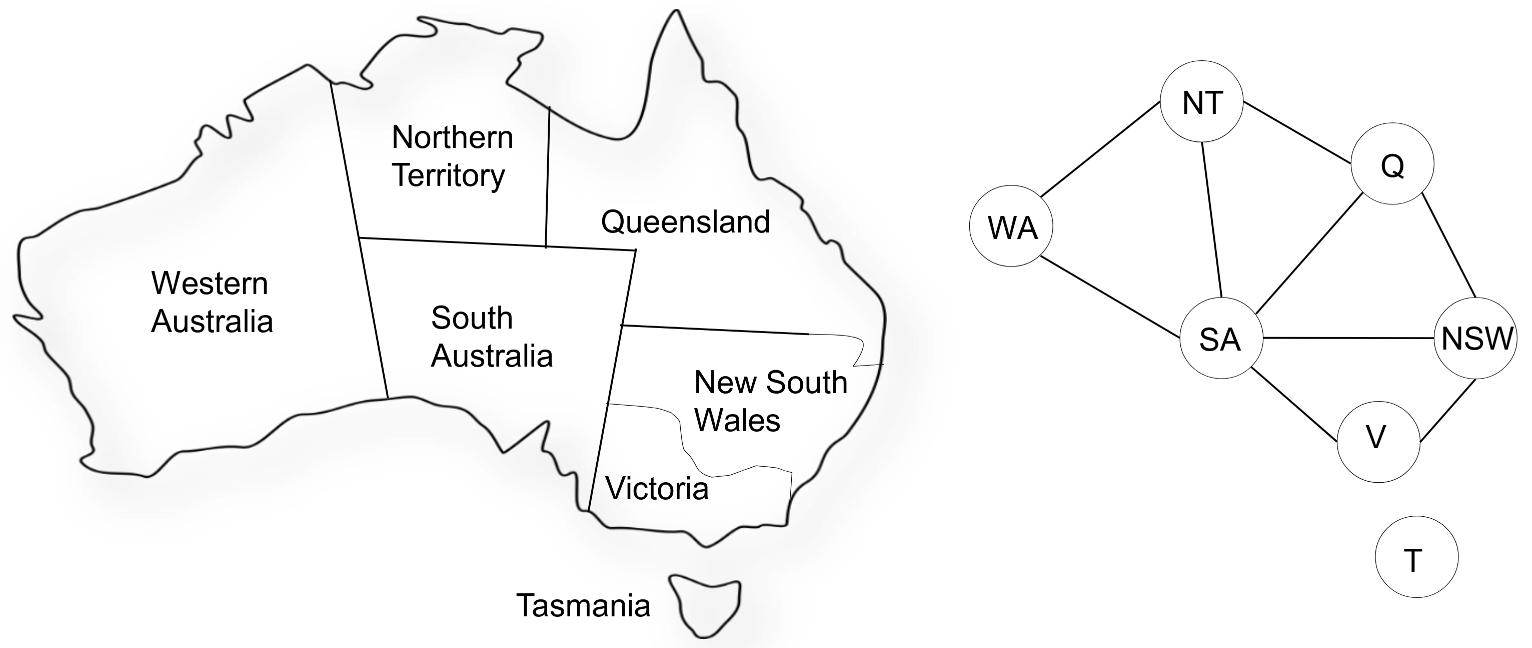 Northern
Territory
Queensland
Western
Australia
South
Australia
New South
Wales
Victoria
Tasmania
NT
Q
WA
SA
NSW
V
T